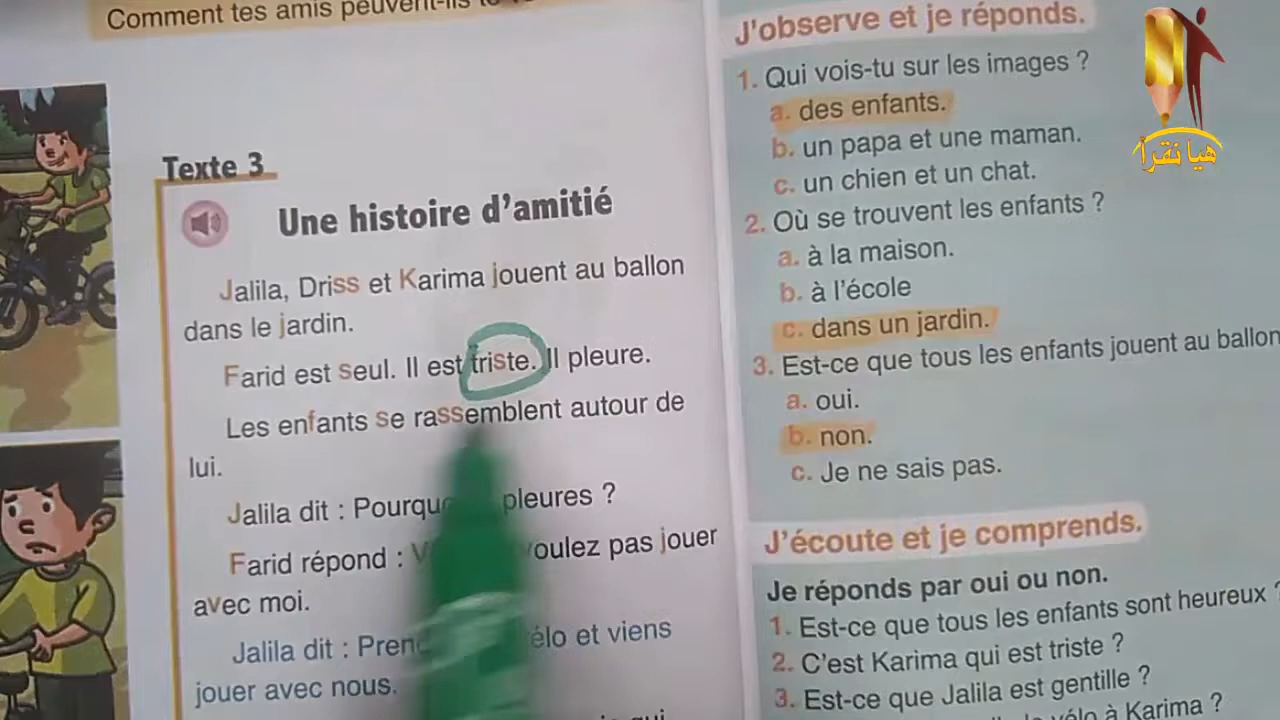 Comment tes amis peuvent-ils
Texte 3
Une histoire d'amitié
Jalila, Driss et Karima jouent au ballon
dans le jardin.
Farid est seul. Il est triste. Il pleure.
Les enfants se rassemblent autour de
lui.
Jalila dit : pleures ?
Farid répond : pas jouer
avec moi.
Jalila dit : et viens
jouer avec nous.
J'observe et je réponds.
1. Qui vois-tu sur les images ?
a. des enfants.
b. un papa et une maman.
c. un chien et un chat.
2. Où se trouvent les enfants ?
a. à la maison.
b. à l'école
c. dans un jardin.
3. Est-ce que tous les enfants jouent au ballon
a. oui.
b. non.
c. Je ne sais pas.
J'écoute et je comprends.
Je réponds par oui ou non.
1. Est-ce que tous les enfants sont heureux ?
2. C'est Karima qui est triste ?
3. Est-ce que Jalila est gentille ?
vélo à Karima ?
هيا نقرأ